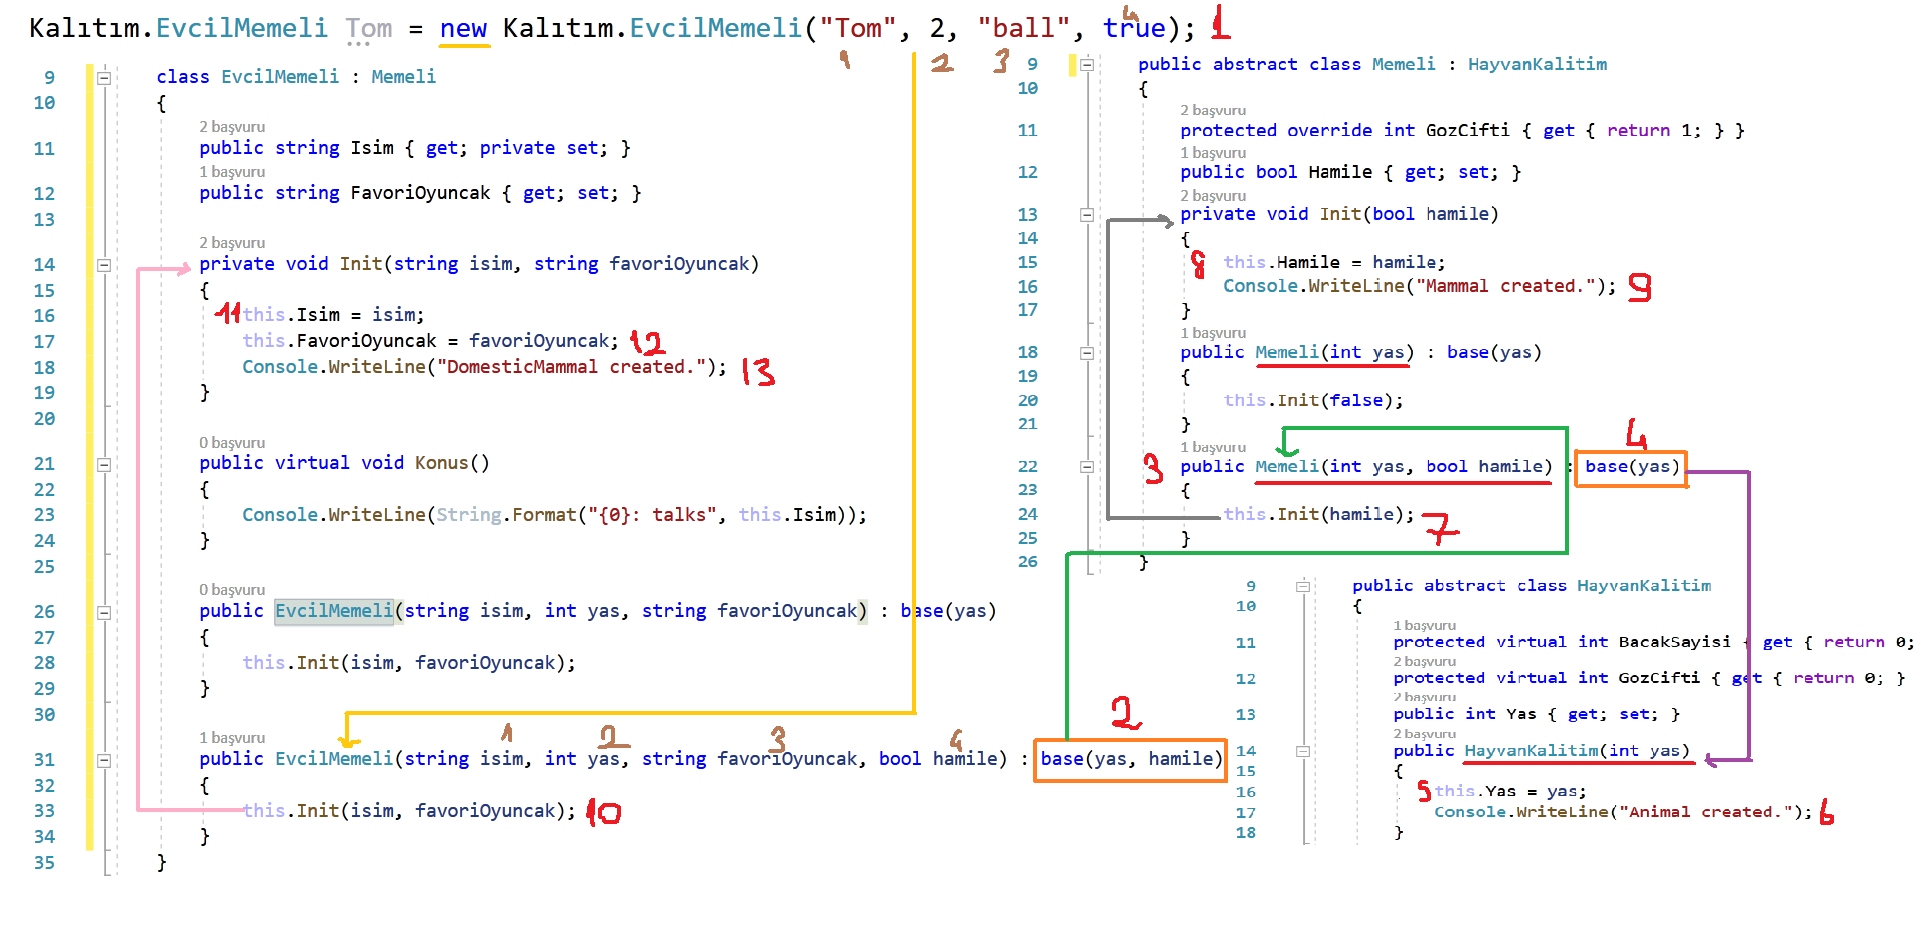 Kalıtım.EvcilMemeli Tom = new Kalıtım.EvcilMemeli("Tom", 2, "ball", true); 1
1 2 3 4
9 class EvcilMemeli : Memeli
10 {
2 başvuru
11 public string Isim { get; private set; }
1 başvuru
12 public string FavoriOyuncak { get; set; }
13
2 başvuru
14 private void Init(string isim, string favoriOyuncak)
15 {
16 11 this.Isim = isim;
17 this.FavoriOyuncak = favoriOyuncak; 12
18 Console.WriteLine("DomesticMammal created."); 13
19 }
20
0 başvuru
21 public virtual void Konus()
22 {
23 Console.WriteLine(String.Format("{0}: talks", this.Isim));
24 }
25
0 başvuru
26 public EvcilMemeli(string isim, int yas, string favoriOyuncak) : base(yas)
27 {
28 this.Init(isim, favoriOyuncak);
29 }
30
1 2 3 4 2
1 başvuru
31 public EvcilMemeli(string isim, int yas, string favoriOyuncak, bool hamile) : base(yas, hamile)
32 {
33 this.Init(isim, favoriOyuncak); 10
34 }
35 }
9 public abstract class Memeli : HayvanKalitim
10 {
2 başvuru
11 protected override int GozCifti { get { return 1; } }
1 başvuru
12 public bool Hamile { get; set; }
2 başvuru
13 private void Init(bool hamile)
14 {
15 8 this.Hamile = hamile;
16 Console.WriteLine("Mammal created."); 9
17 }
1 başvuru
18 public Memeli(int yas) : base(yas)
19 {
20 this.Init(false);
21 }
1 başvuru 4
22 3 public Memeli(int yas, bool hamile) : base(yas)
23 {
24 this.Init(hamile); 7
25 }
26 }
9 public abstract class HayvanKalitim
10 {
1 başvuru
11 protected virtual int BacakSayisi { get { return 0;
2 başvuru
12 protected virtual int GozCifti { get { return 0; }
2 başvuru
13 public int Yas { get; set; }
2 başvuru
14 public HayvanKalitim(int yas)
15 {
16 5 this.Yas = yas;
17 Console.WriteLine("Animal created."); 6
18 }